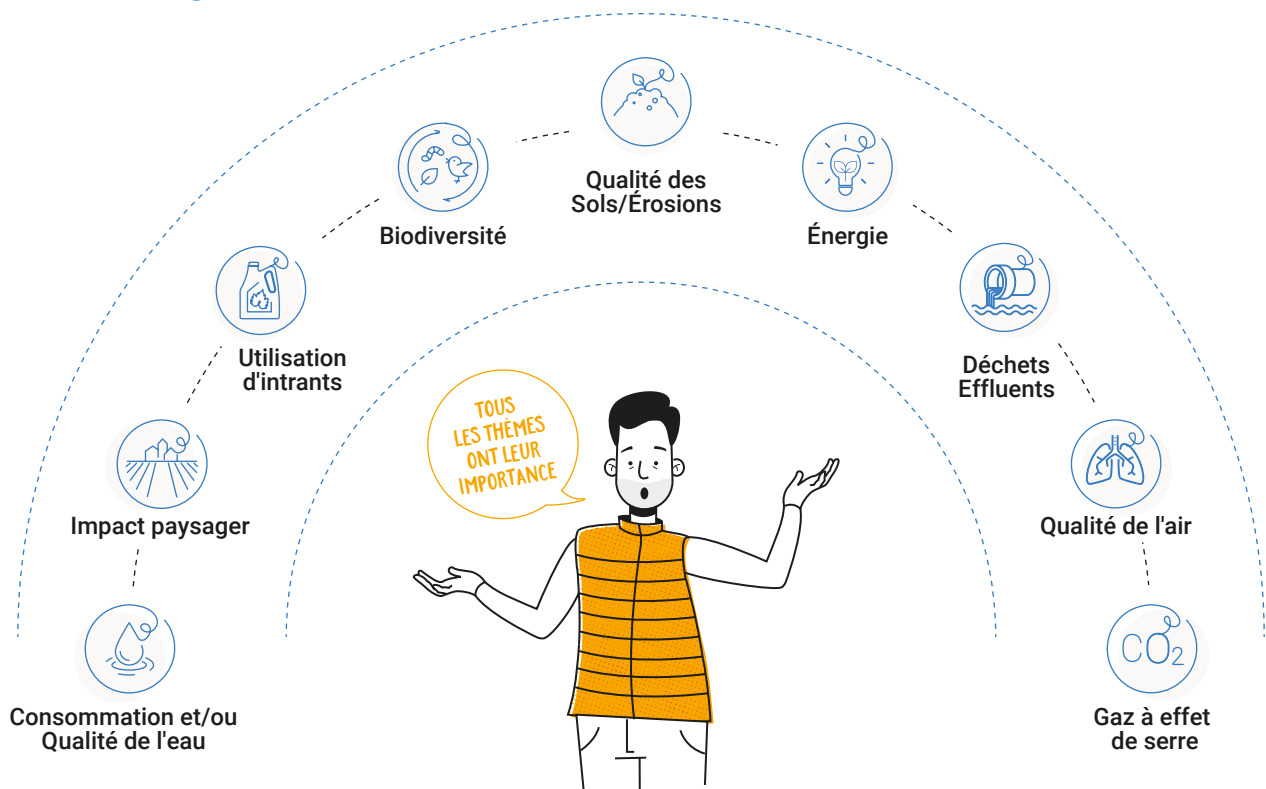 Qualité des
Sols/Érosions
Biodiversité
Énergie
Utilisation
d'intrants
Déchets
Effluents
TOUS
LES THÈMES
ONT LEUR
IMPORTANCE
Impact paysager
Qualité de l'air
CO2
Consommation et/ou
Qualité de l'eau
Gaz à effet
de serre